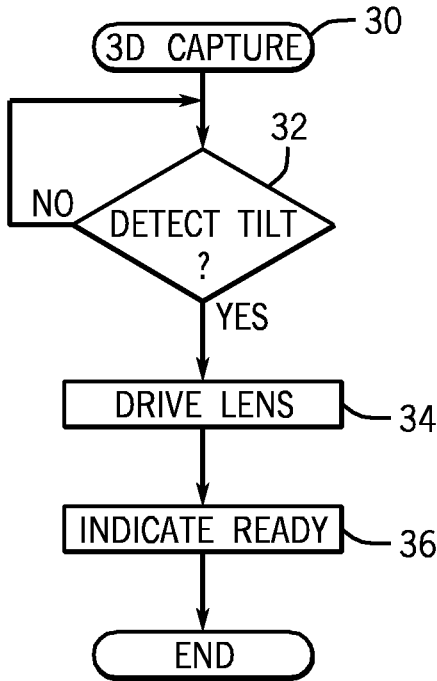 3D CAPTURE
30
32
NO
DETECT TILT
?
YES
DRIVE LENS
34
INDICATE READY
36
END